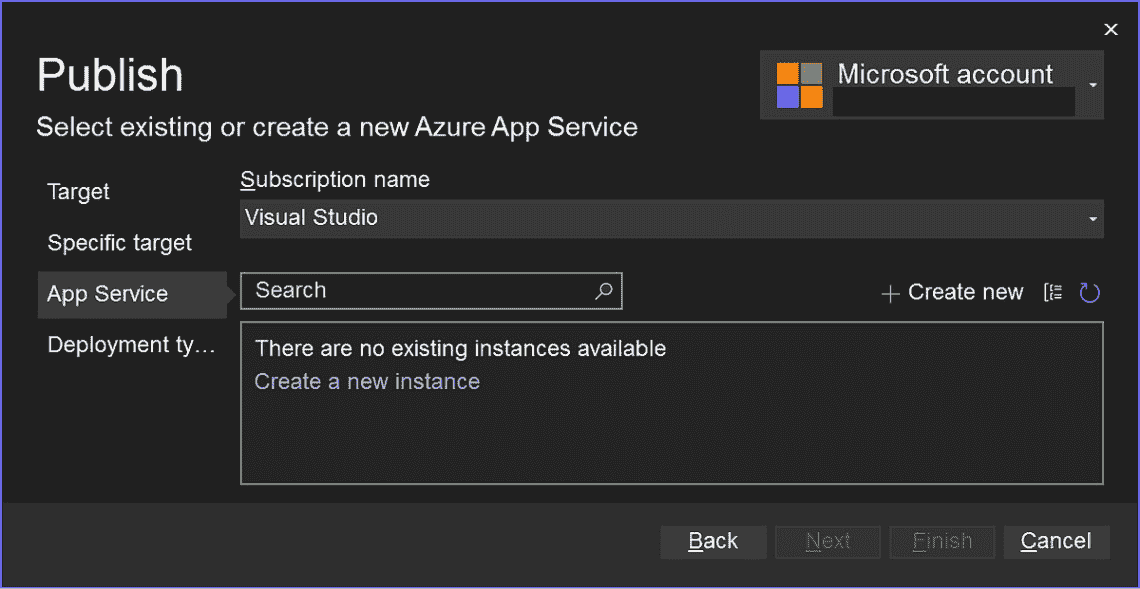 Publish
Microsoft account
Select existing or create a new Azure App Service
Target
Specific target
App Service
Deployment ty...
Subscription name
Visual Studio
Search
Create new
There are no existing instances available
Create a new instance
Back
Next
Finish
Cancel